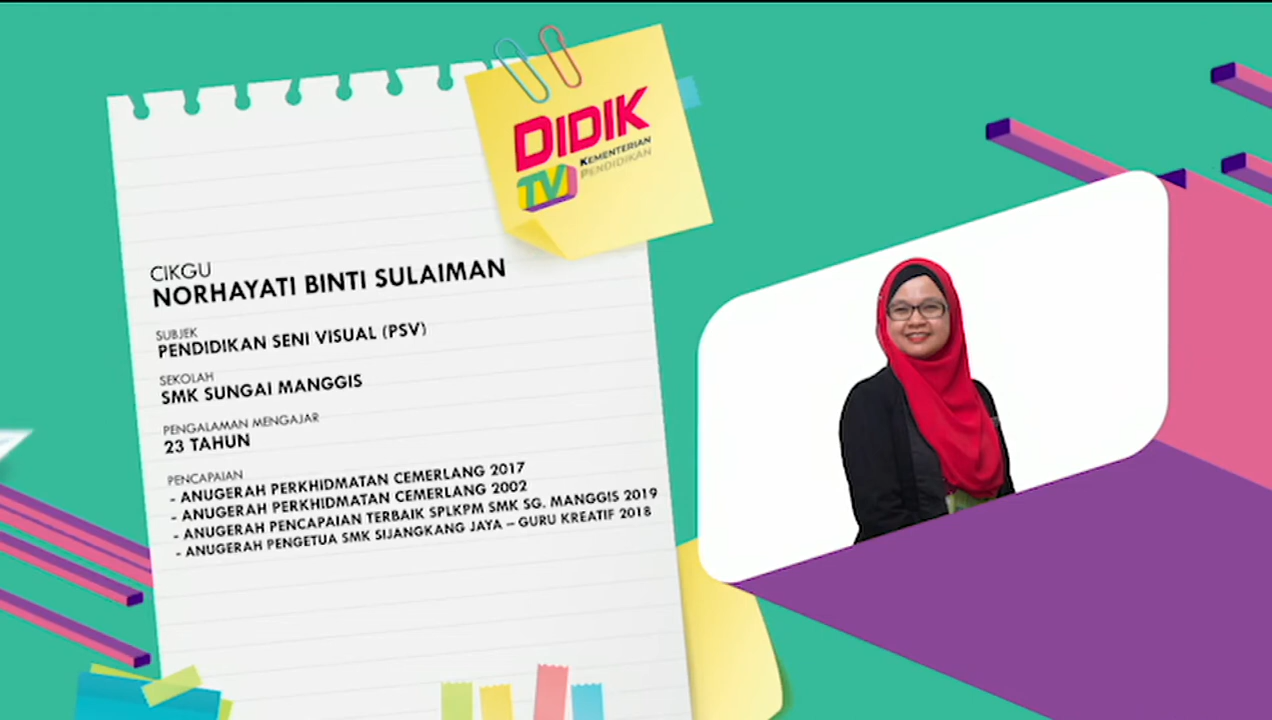 DIDIK
TV
KEMENTERIAN
PENDIDIKAN
CIKGU
NORHAYATI BINTI SULAIMAN
SUBJEK
PENDIDIKAN SENI VISUAL (PSV)
SEKOLAH
SMK SUNGAI MANGGIS
PENGALAMAN MENGAJAR
23 TAHUN
PENCAPAIAN
- ANUGERAH PERKHIDMATAN CEMERLANG 2017
- ANUGERAH PERKHIDMATAN CEMERLANG 2002
- ANUGERAH PENCAPAIAN TERBAIK SPLKPM SMK SG. MANGGIS 2019
- ANUGERAH PENGETUA SMK SIJANGKANG JAYA – GURU KREATIF 2018